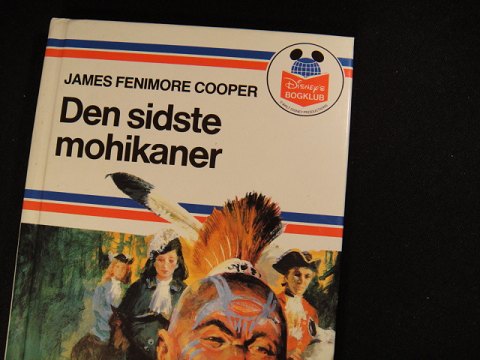 JAMES FENIMORE COOPER
Den sidste
mohikaner
DISNEY'S
BOGKLUB